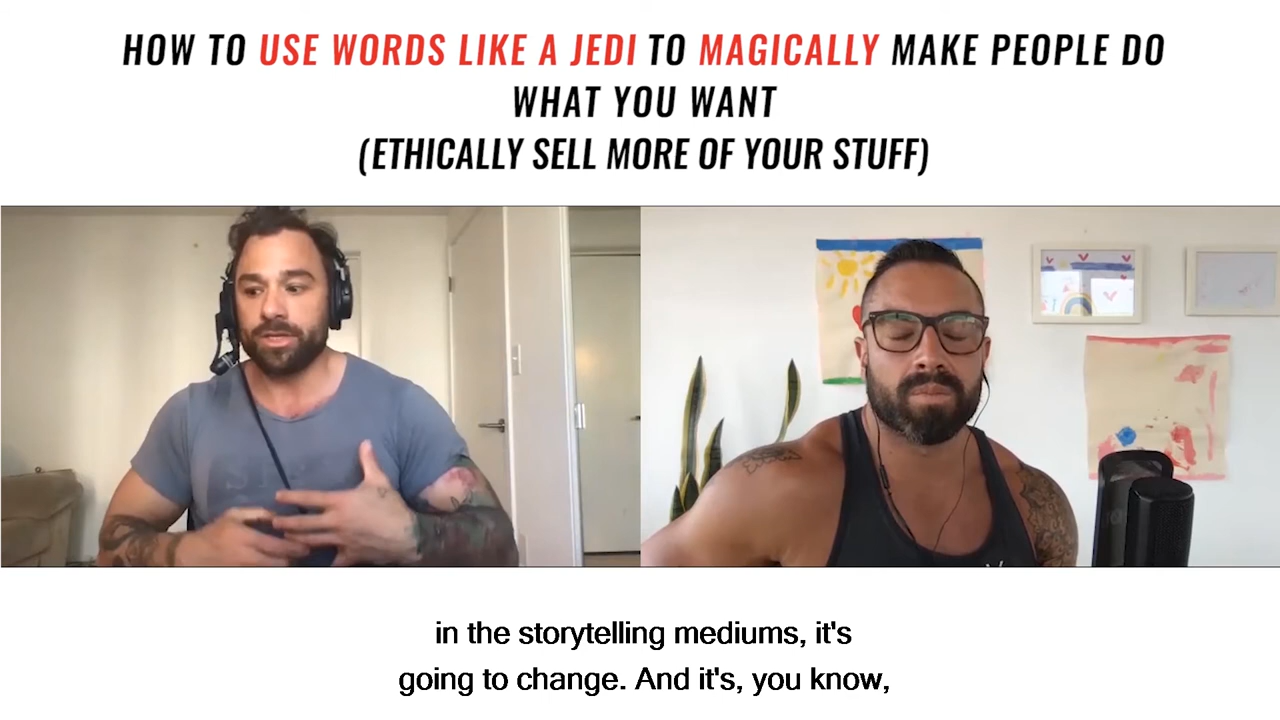 HOW TO USE WORDS LIKE A JEDI TO MAGICALLY MAKE PEOPLE DO
WHAT YOU WANT
(ETHICALLY SELL MORE OF YOUR STUFF)
in the storytelling mediums, it's
going to change. And it's, you know,